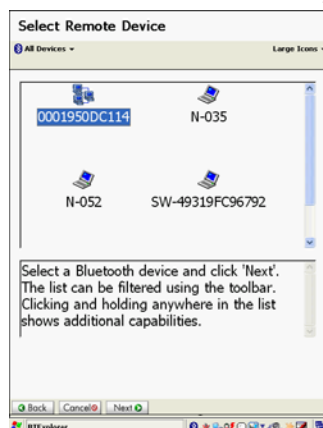 Select Remote Device
All Devices
Large Icons
0001950DC114
N-035
N-052
SW-49319FC96792
Select a Bluetooth device and click 'Next'.
The list can be filtered using the toolbar.
Clicking and holding anywhere in the list
shows additional capabilities.
Back Cancel Next
BTExplorer